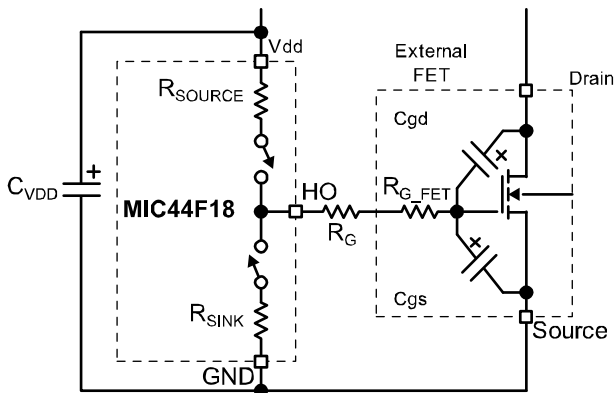 Vdd
External
FET
Drain
RSOURCE
Cgd
CVDD
+
MIC44F18
HO
RG_FET
RG
RSINK
Cgs
Source
GND